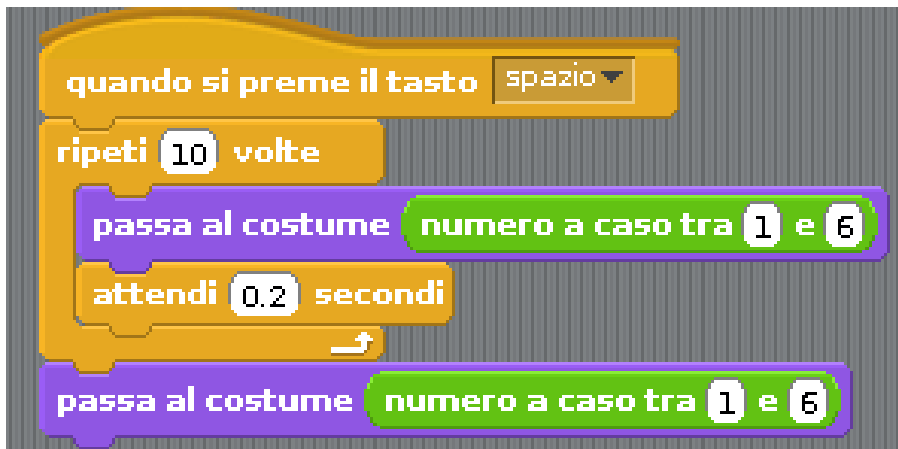 quando si preme il tasto spazio
ripeti 10 volte
passa al costume numero a caso tra 1 e 6
attendi 0.2 secondi
passa al costume numero a caso tra 1 e 6